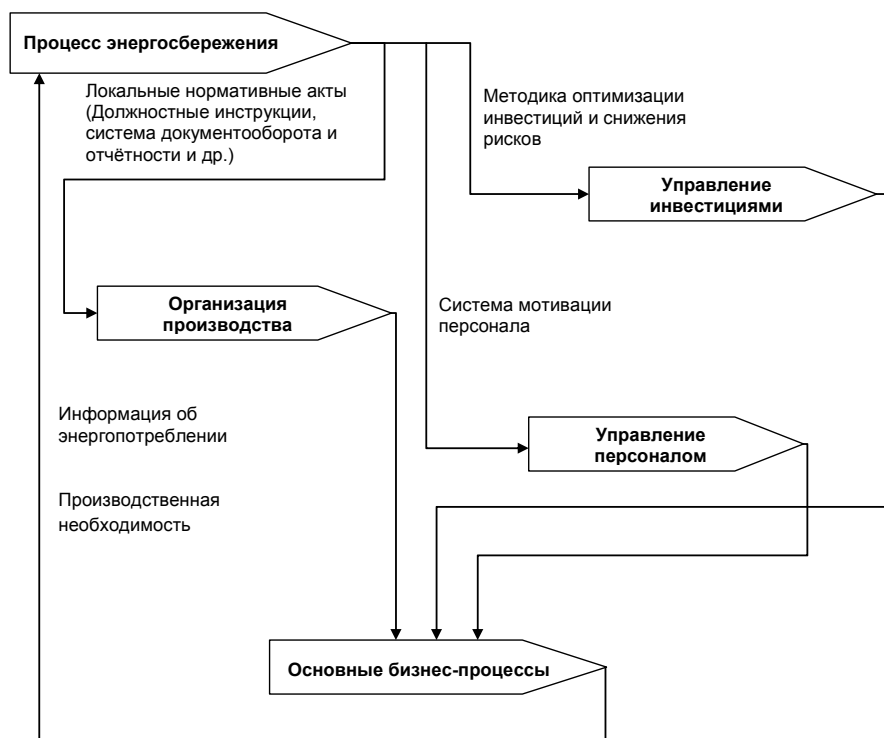 Процесс энергосбережения
Локальные нормативные акты
(Должностные инструкции,
система документооборота и
отчётности и др.)
Методика оптимизации
инвестиций и снижения
рисков
Управление
инвестициями
Организация
производства
Система мотивации
персонала
Информация об
энергопотреблении
Управление
персоналом
Производственная
необходимость
Основные бизнес-процессы